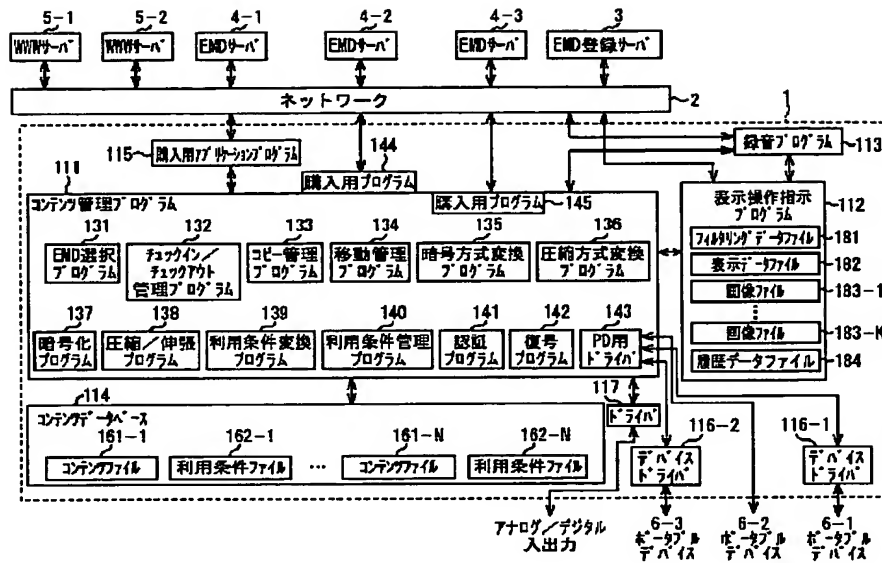 5-1 5-2 4-1 4-2 4-3 3
WWWサーバ WWWサーバ EMDサーバ EMDサーバ EMDサーバ EMD登録サーバ
ネットワーク 2
1
115 購入用アプリケーションプログラム 144 録音プログラム 113
111 購入用プログラム
コンテンツ管理プログラム 購入用プログラム 145
表示操作指示 112
プログラム
131 132 133 134 135 136
EMD選択 チェックイン/ コピー管理 移動管理 暗号方式変換 圧縮方式変換
プログラム チェックアウト プログラム プログラム プログラム プログラム
管理プログラム
フィルタリングデータファイル 181
表示データファイル 182
画像ファイル 183-1
画像ファイル 183-K
履歴データファイル 184
137 138 139 140 141 142 143
暗号化 圧縮/伸張 利用条件変換 利用条件管理 認証 復号 PD用
プログラム プログラム プログラム プログラム プログラム プログラム ドライバ
114 117
コンテンツデータベース ドライバ
161-1 162-1 161-N 162-N
コンテンツファイル 利用条件ファイル … コンテンツファイル 利用条件ファイル
116-2 116-1
デバイス デバイス
ドライバ ドライバ
アナログ/デジタル
入出力
6-3 6-2 6-1
ポータブル ポータブル ポータブル
デバイス デバイス デバイス